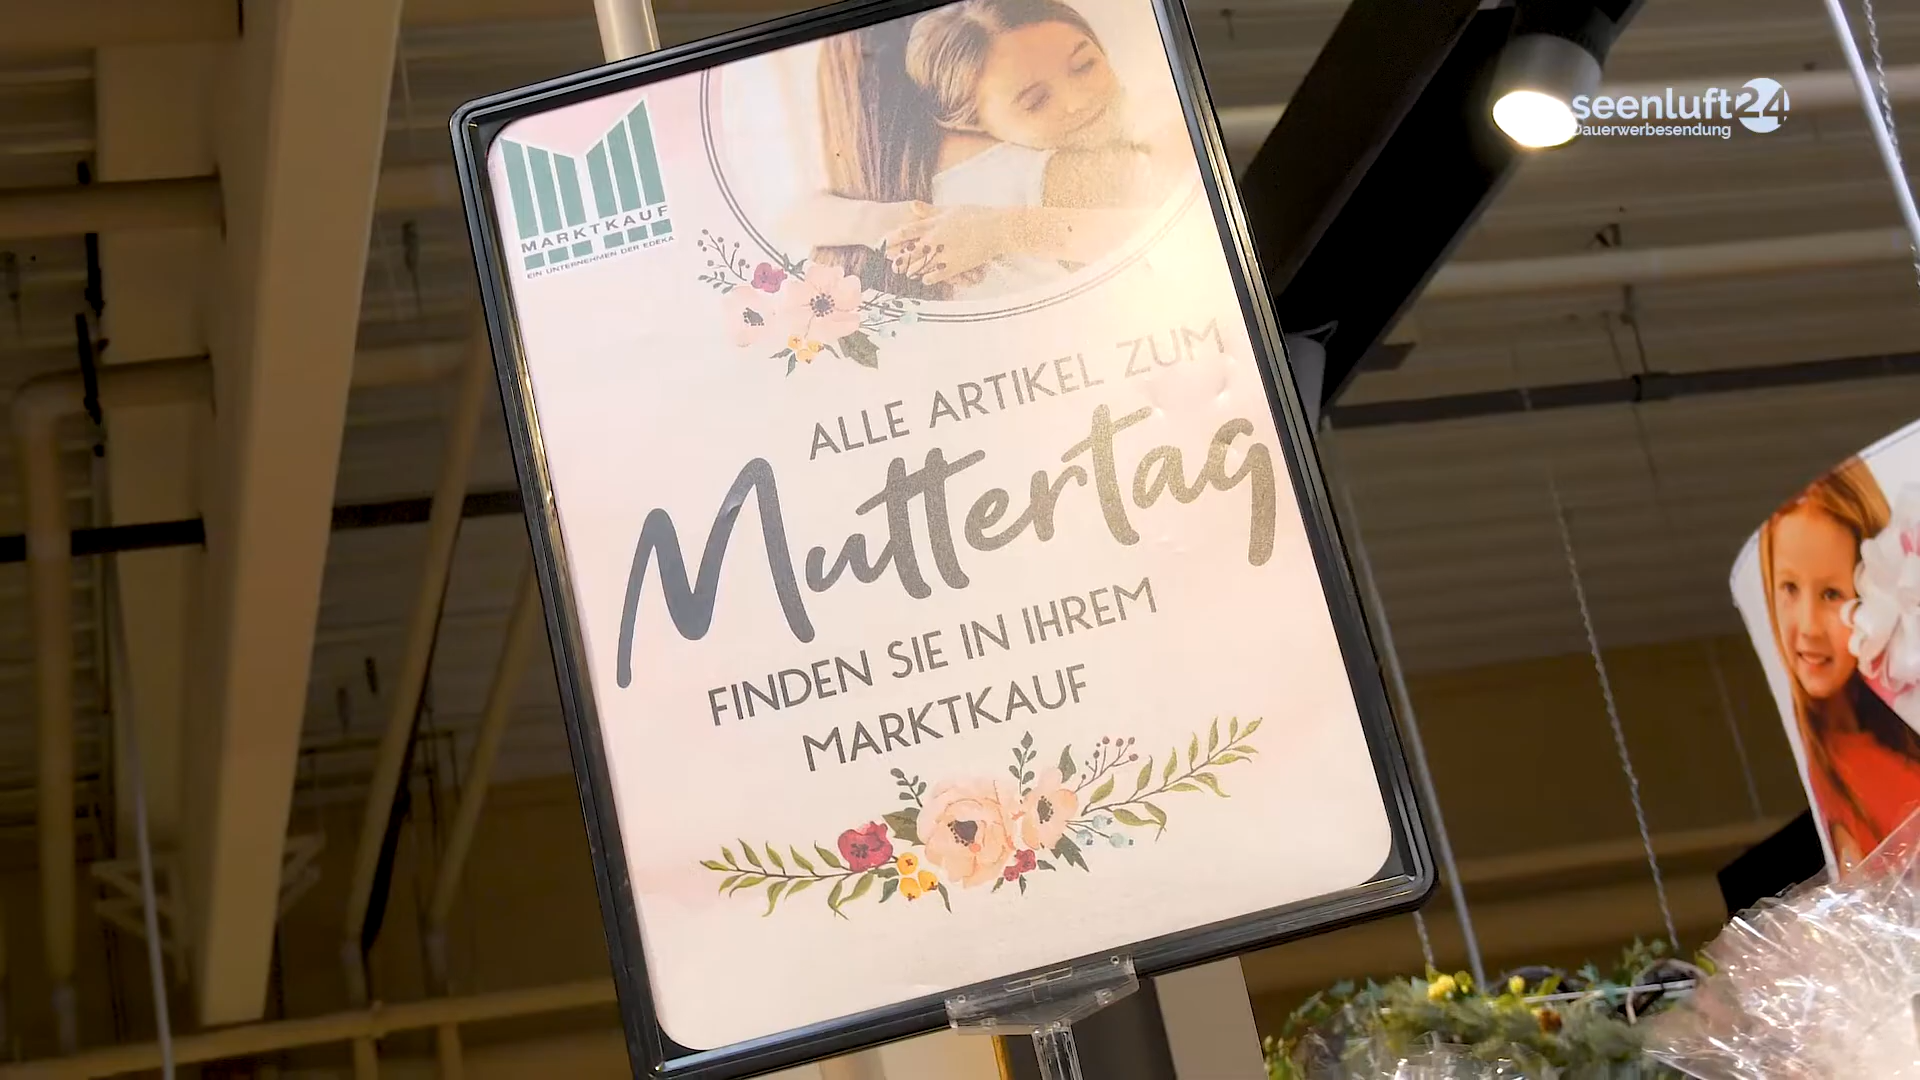 seenluft24
Dauerwerbesendung
MARKTKAUF
EIN UNTERNEHMEN DER EDEKA
ALLE ARTIKEL ZUM
Muttertag
FINDEN SIE IN IHREM
MARKTKAUF